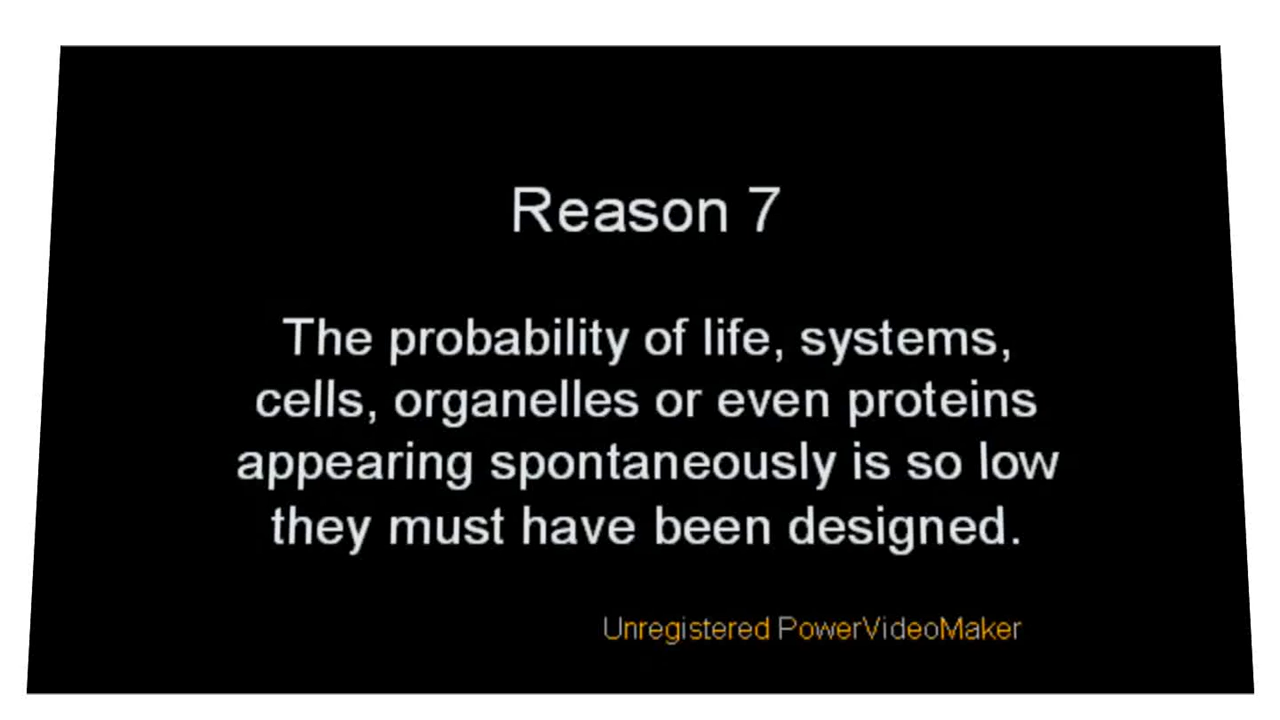 Reason 7
The probability of life, systems,
cells, organelles or even proteins
appearing spontaneously is so low
they must have been designed.
Unregistered PowerVideoMaker